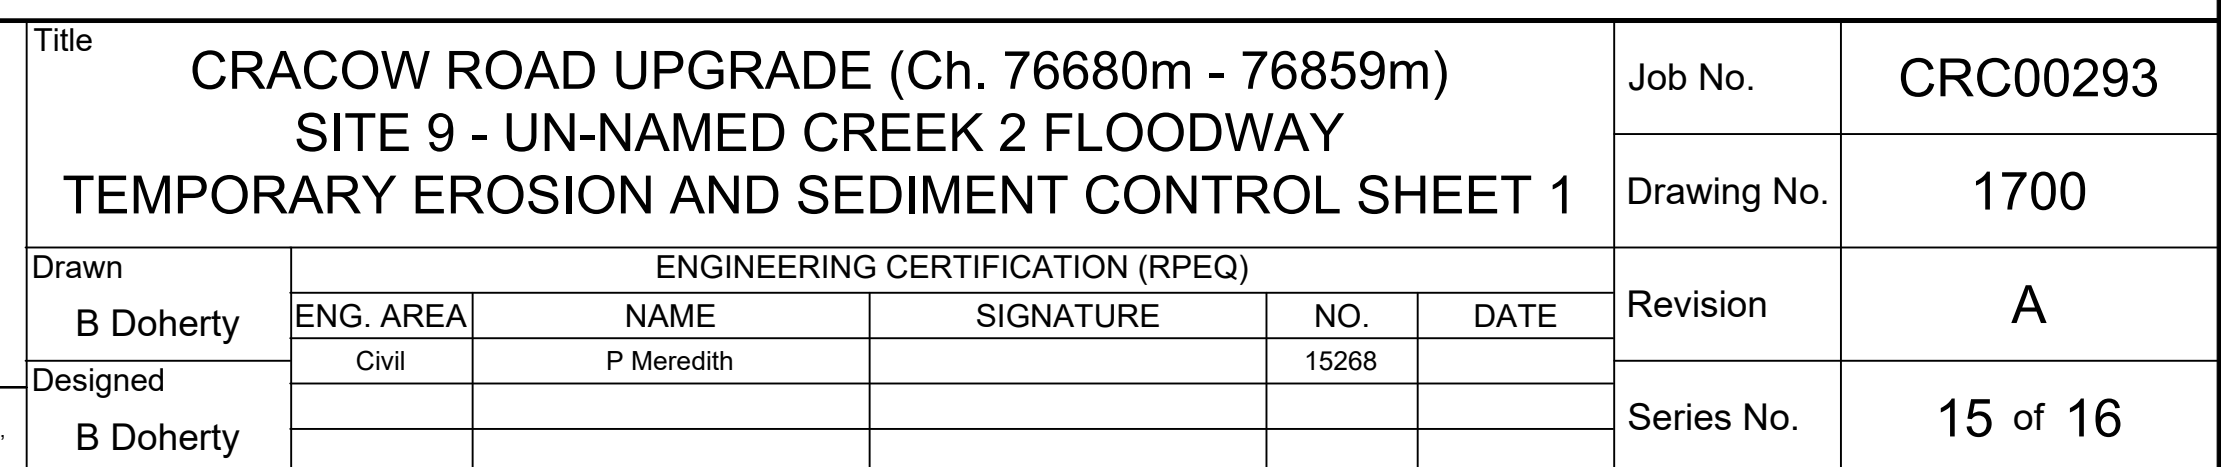 Title
CRACOW ROAD UPGRADE (Ch. 76680m - 76859m)
SITE 9 - UN-NAMED CREEK 2 FLOODWAY
TEMPORARY EROSION AND SEDIMENT CONTROL SHEET 1
Job No. CRC00293
Drawing No. 1700
Drawn
B Doherty
ENGINEERING CERTIFICATION (RPEQ)
ENG. AREA NAME SIGNATURE NO. DATE
Civil P Meredith 15268
Designed
B Doherty
Revision A
Series No. 15 of 16